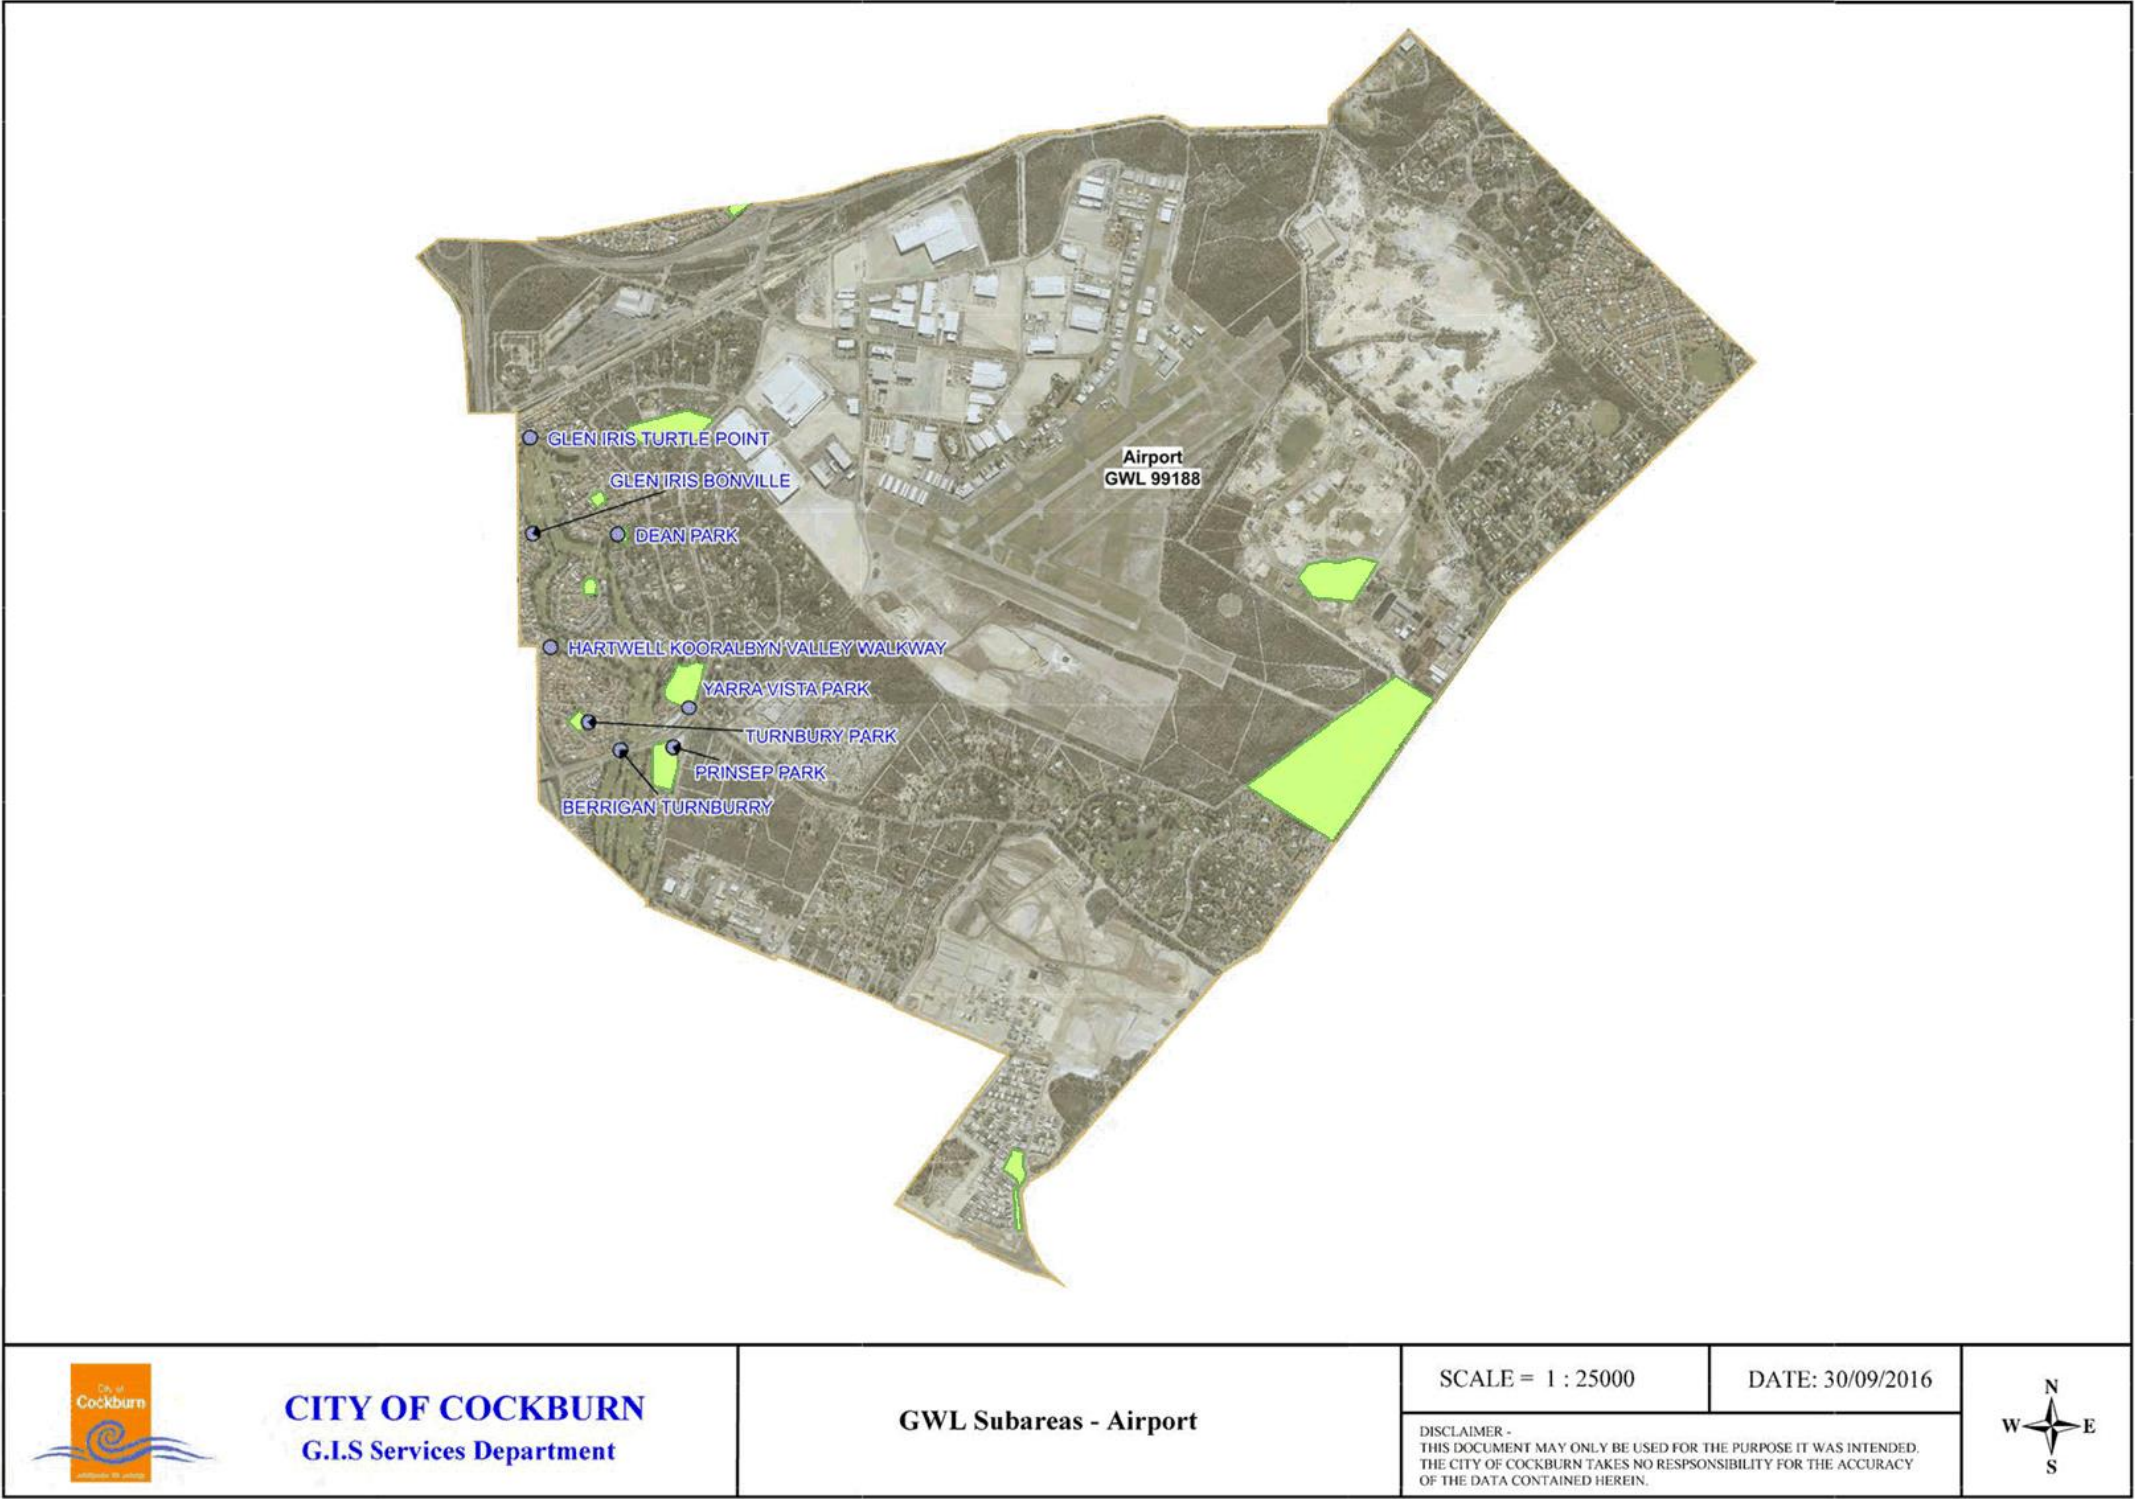 Airport
GWL 99188
GLEN IRIS TURTLE POINT
GLEN IRIS BONVILLE
DEAN PARK
HARTWELL KOORALBYN VALLEY WALKWAY
YARRA VISTA PARK
TURNBURY PARK
PRINSEP PARK
BERRIGAN TURNBURRY
City of
Cockburn
CITY OF COCKBURN
G.I.S Services Department
GWL Subareas - Airport
SCALE = 1 : 25000
DATE: 30/09/2016
DISCLAIMER -
THIS DOCUMENT MAY ONLY BE USED FOR THE PURPOSE IT WAS INTENDED.
THE CITY OF COCKBURN TAKES NO RESPSONSIBILITY FOR THE ACCURACY
OF THE DATA CONTAINED HEREIN.
N
W E
S